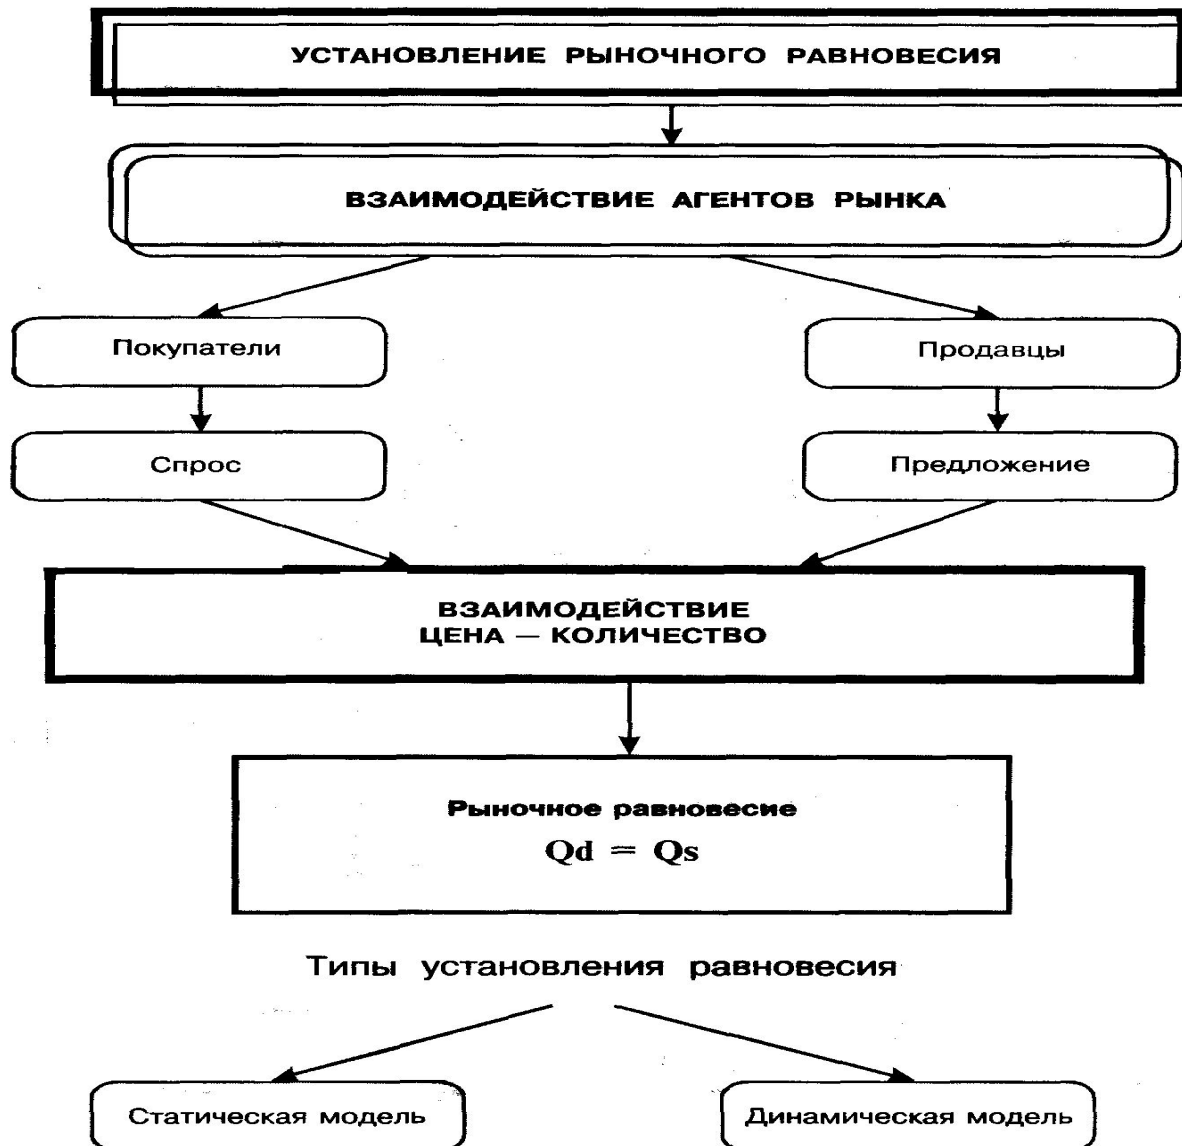 УСТАНОВЛЕНИЕ РЫНОЧНОГО РАВНОВЕСИЯ
ВЗАИМОДЕЙСТВИЕ АГЕНТОВ РЫНКА
Покупатели
Продавцы
Спрос
Предложение
ВЗАИМОДЕЙСТВИЕ
ЦЕНА — КОЛИЧЕСТВО
Рыночное равновесие
Qd = Qs
Типы установления равновесия
Статическая модель
Динамическая модель